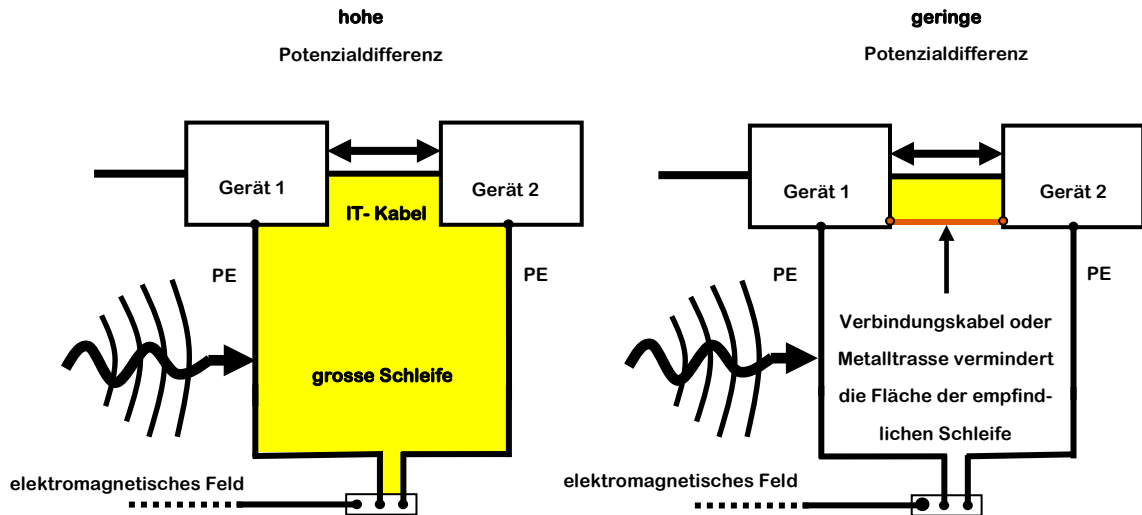 hohe
Potenzialdifferenz
Gerät 1
Gerät 2
IT- Kabel
PE
PE
grosse Schleife
elektromagnetisches Feld
geringe
Potenzialdifferenz
Gerät 1
Gerät 2
PE
PE
Verbindungskabel oder
Metalltrasse vermindert
die Fläche der empfind-
lichen Schleife
elektromagnetisches Feld